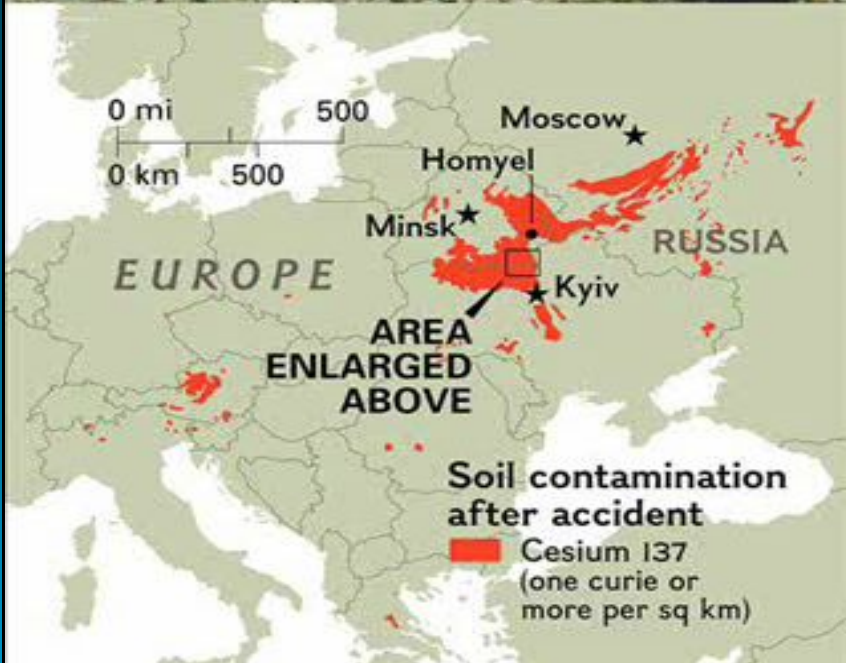 0 mi 500
0 km 500
Moscow
Homyel
Minsk
RUSSIA
EUROPE
Kyiv
AREA
ENLARGED
ABOVE
Soil contamination
after accident
Cesium 137
(one curie or
more per sq km)